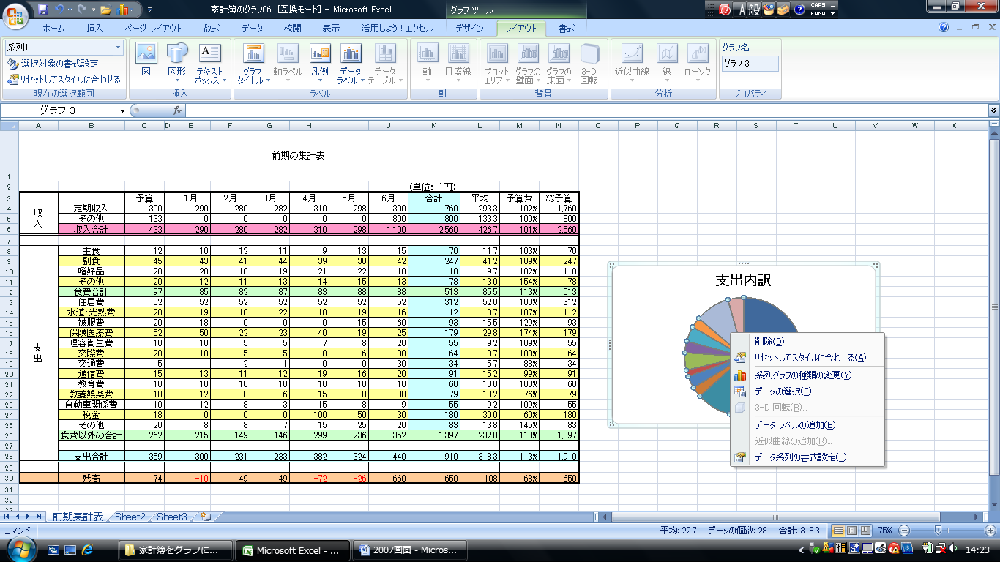 家計簿のグラフ06 [互換モード] - Microsoft Excel
グラフ ツール
A 般 CAPS KANA
ホーム 挿入 ページ レイアウト 数式 データ 校閲 表示 活用しよう!エクセル デザイン レイアウト 書式
系列1
選択対象の書式設定
リセットしてスタイルに合わせる
現在の選択範囲
図 図形 テキスト ボックス
挿入
グラフ タイトル 軸ラベル 凡例 データ ラベル データ テーブル
ラベル
軸 目盛線
軸
プロット エリア グラフの 壁面 グラフの 床面 3-D 回転
背景
近似曲線 線 ローソク
分析
グラフ名:
グラフ 3
プロパティ
グラフ 3 fx
A B C D E F G H I J K L M N O P Q R S T U V W X
1 前期の集計表
2 (単位:千円)
3 予算 1月 2月 3月 4月 5月 6月 合計 平均 予算費 総予算
4 定期収入 300 290 280 282 310 298 300 1,760 293.3 102% 1,760
収入
5 その他 133 0 0 0 0 0 800 800 133.3 100% 800
6 収入合計 433 290 280 282 310 298 1,100 2,560 426.7 101% 2,560
7
8 主食 12 10 12 11 9 13 15 70 11.7 103% 70
9 副食 45 43 41 44 39 38 42 247 41.2 109% 247
10 嗜好品 20 20 18 19 21 22 18 118 19.7 102% 118
11 その他 20 12 11 13 14 15 13 78 13.0 154% 78
12 食費合計 97 85 82 87 83 88 88 513 85.5 113% 513
13 住居費 52 52 52 52 52 52 52 312 52.0 100% 312
14 水道・光熱費 20 19 18 22 18 19 16 112 18.7 107% 112
15 被服費 20 18 0 0 0 15 60 93 15.5 129% 93
16 保険医療費 52 50 22 23 40 19 25 179 29.8 174% 179
支出
17 理容衛生費 10 10 5 5 7 8 20 55 9.2 109% 55
18 交際費 20 10 5 5 8 6 30 64 10.7 188% 64
19 交通費 5 1 2 1 0 0 30 34 5.7 88% 34
20 通信費 15 13 11 12 19 16 20 91 15.2 99% 91
21 教育費 10 10 10 10 10 10 10 60 10.0 100% 60
22 教養娯楽費 10 12 8 6 15 8 30 79 13.2 76% 79
23 自動車関係費 10 12 8 3 15 8 9 55 9.2 109% 55
24 税金 18 0 0 0 100 50 30 180 30.0 60% 180
25 その他 20 8 8 7 15 25 20 83 13.8 145% 83
26 食費以外の合計 262 215 149 146 299 236 352 1,397 232.8 113% 1,397
27
28 支出合計 359 300 231 233 382 324 440 1,910 318.3 113% 1,910
29
30 残高 74 -10 49 49 -72 -26 660 650 108 68% 650
31
32
支出内訳
削除(D)
リセットしてスタイルに合わせる(A)
系列グラフの種類の変更(Y)...
データの選択(E)...
3-D 回転(R)...
データ ラベルの追加(B)
近似曲線の追加(R)...
データ系列の書式設定(F)...
前期集計表 Sheet2 Sheet3
コマンド 平均: 22.7 データの個数: 28 合計: 318.3 75%
家計簿をグラフに... Microsoft Excel - ... 2007画面 - Micros... 14:23